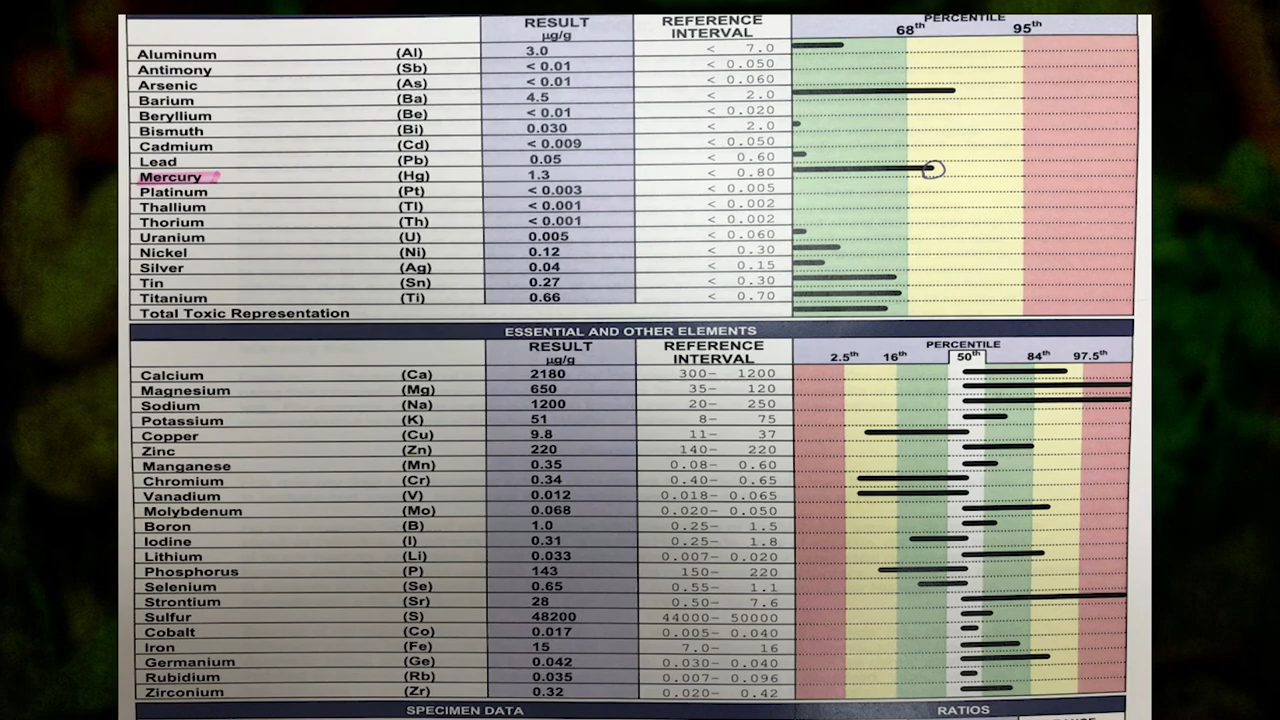 RESULT REFERENCE PERCENTILE
µg/g INTERVAL 68th 95th
Aluminum (Al) 3.0 < 7.0
Antimony (Sb) < 0.01 < 0.050
Arsenic (As) < 0.01 < 0.060
Barium (Ba) 4.5 < 2.0
Beryllium (Be) < 0.01 < 0.020
Bismuth (Bi) 0.030 < 2.0
Cadmium (Cd) < 0.009 < 0.050
Lead (Pb) 0.05 < 0.60
Mercury (Hg) 1.3 < 0.80
Platinum (Pt) < 0.003 < 0.005
Thallium (Tl) < 0.001 < 0.002
Thorium (Th) < 0.001 < 0.002
Uranium (U) 0.005 < 0.060
Nickel (Ni) 0.12 < 0.30
Silver (Ag) 0.04 < 0.15
Tin (Sn) 0.27 < 0.30
Titanium (Ti) 0.66 < 0.70
Total Toxic Representation
ESSENTIAL AND OTHER ELEMENTS
RESULT REFERENCE PERCENTILE
µg/g INTERVAL 2.5th 16th 50th 84th 97.5th
Calcium (Ca) 2180 300- 1200
Magnesium (Mg) 650 35- 120
Sodium (Na) 1200 20- 250
Potassium (K) 51 8- 75
Copper (Cu) 9.8 11- 37
Zinc (Zn) 220 140- 220
Manganese (Mn) 0.35 0.08- 0.60
Chromium (Cr) 0.34 0.40- 0.65
Vanadium (V) 0.012 0.018- 0.065
Molybdenum (Mo) 0.068 0.020- 0.050
Boron (B) 1.0 0.25- 1.5
Iodine (I) 0.31 0.25- 1.8
Lithium (Li) 0.033 0.007- 0.020
Phosphorus (P) 143 150- 220
Selenium (Se) 0.65 0.55- 1.1
Strontium (Sr) 28 0.50- 7.6
Sulfur (S) 48200 44000- 50000
Cobalt (Co) 0.017 0.005- 0.040
Iron (Fe) 15 7.0- 16
Germanium (Ge) 0.042 0.030- 0.040
Rubidium (Rb) 0.035 0.007- 0.096
Zirconium (Zr) 0.32 0.020- 0.42
SPECIMEN DATA RATIOS